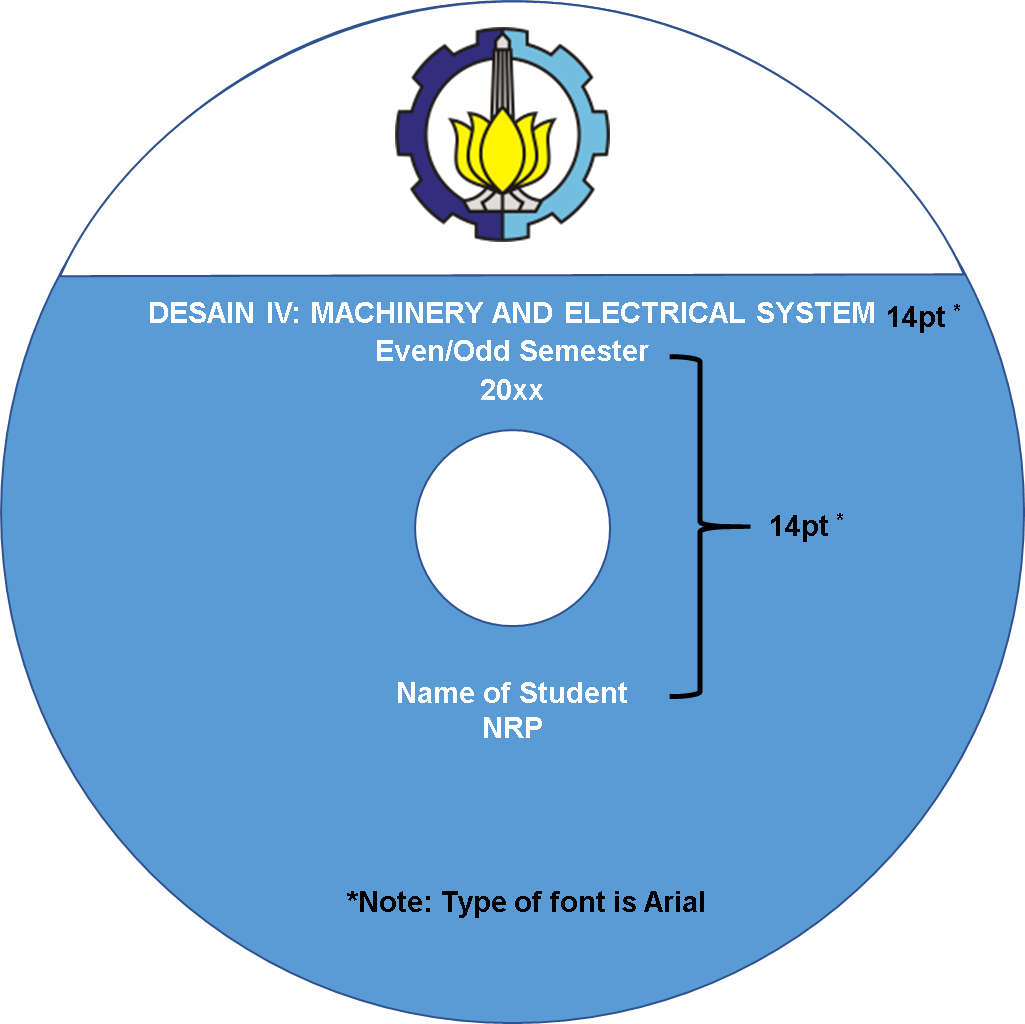 DESAIN IV: MACHINERY AND ELECTRICAL SYSTEM 14pt *
Even/Odd Semester
20xx
14pt *
Name of Student
NRP
*Note: Type of font is Arial